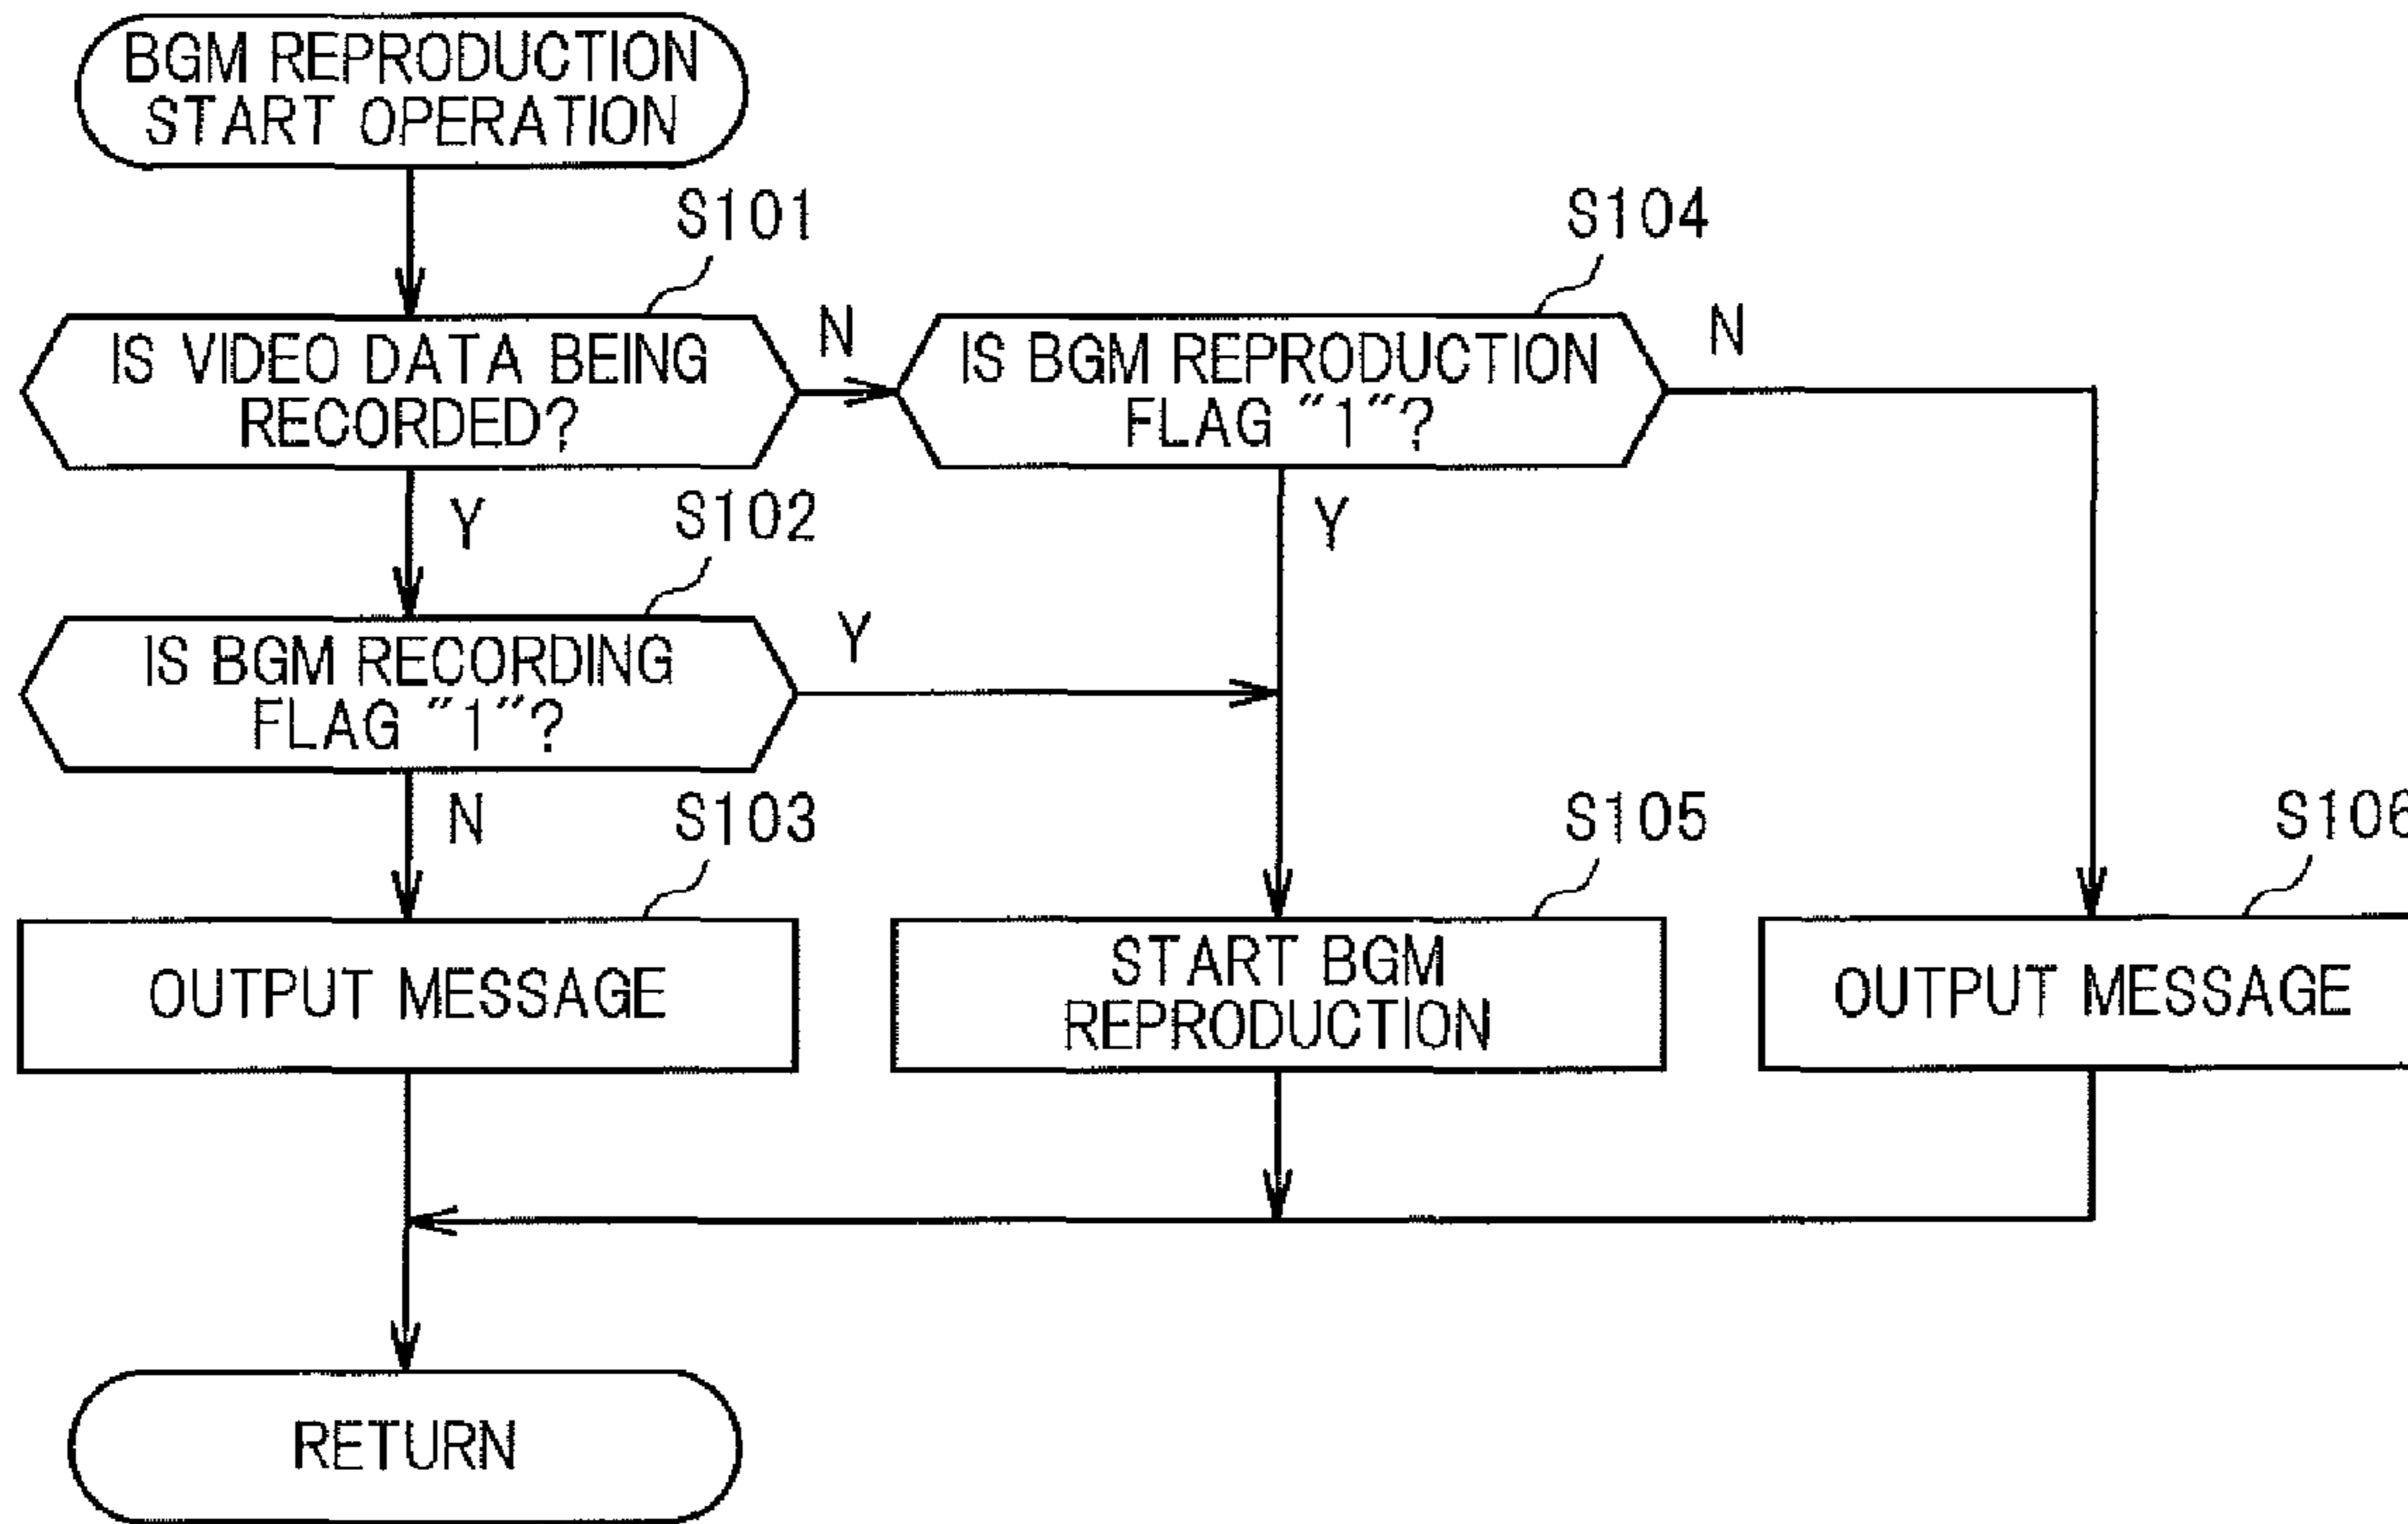 BGM REPRODUCTION
START OPERATION
S101
IS VIDEO DATA BEING
RECORDED?
N
S104
IS BGM REPRODUCTION
FLAG "1"?
N
Y
S102
Y
IS BGM RECORDING
FLAG "1"?
Y
N
S103
OUTPUT MESSAGE
S105
START BGM
REPRODUCTION
S106
OUTPUT MESSAGE
RETURN